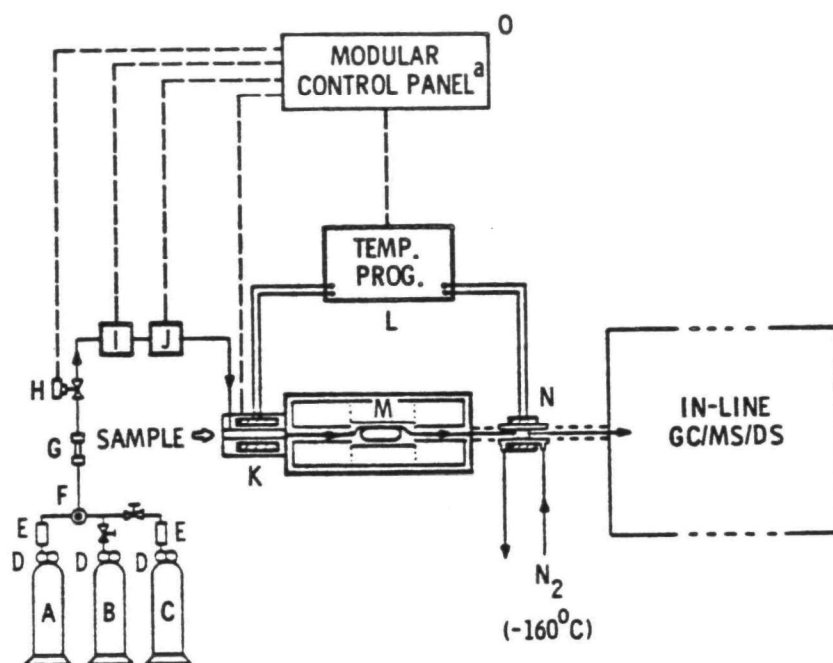 O
MODULAR
CONTROL PANEL a
TEMP.
PROG.
L
I
J
H
N
M
IN-LINE
GC/MS/DS
SAMPLE
G
K
F
E
E
D
D
D
A
B
C
N2
(-160°C)